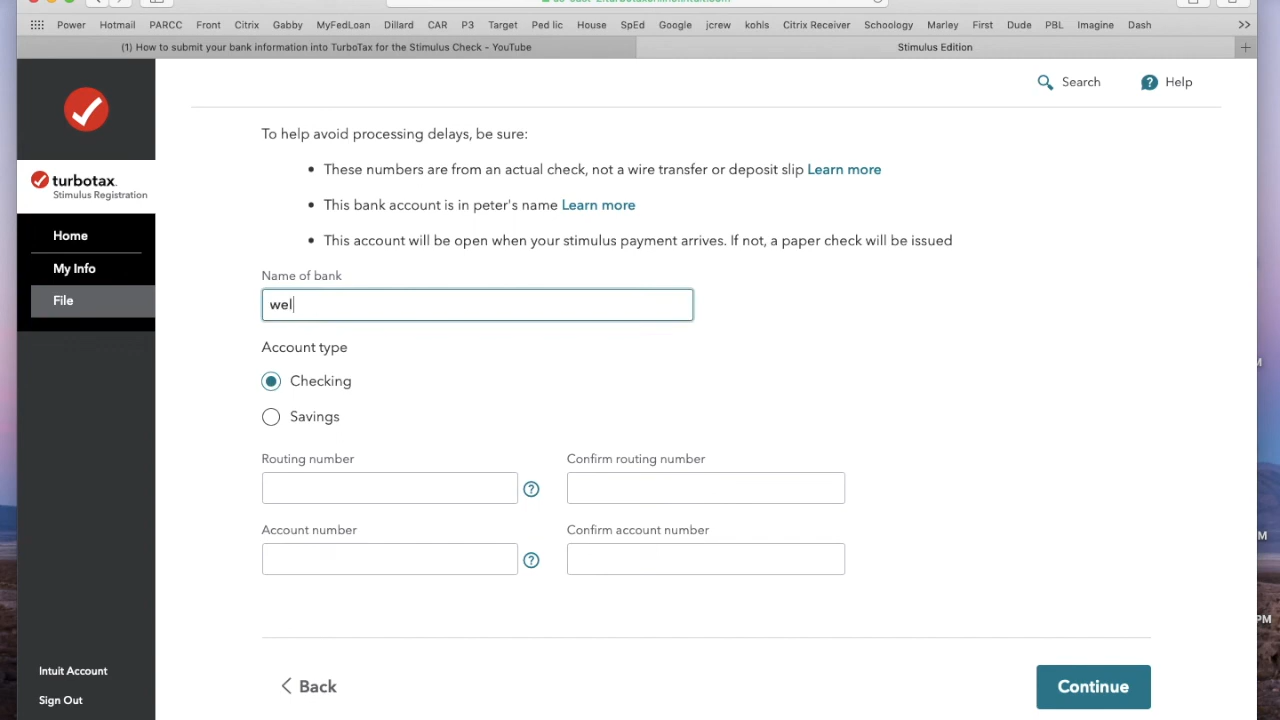 Power Hotmail PARCC Front Citrix Gabby MyFedLoan Dillard CAR P3 Target Ped lic House SpEd Google jcrew kohls Citrix Receiver Schoology Marley First Dude PBL Imagine Dash
(1) How to submit your bank information into TurboTax for the Stimulus Check - YouTube
Stimulus Edition
Search
Help
turbotax.
Stimulus Registration
Home
My Info
File
Intuit Account
Sign Out
To help avoid processing delays, be sure:
• These numbers are from an actual check, not a wire transfer or deposit slip Learn more
• This bank account is in peter's name Learn more
• This account will be open when your stimulus payment arrives. If not, a paper check will be issued
Name of bank
wel
Account type
Checking
Savings
Routing number
Confirm routing number
Account number
Confirm account number
Back
Continue
M
M
PM